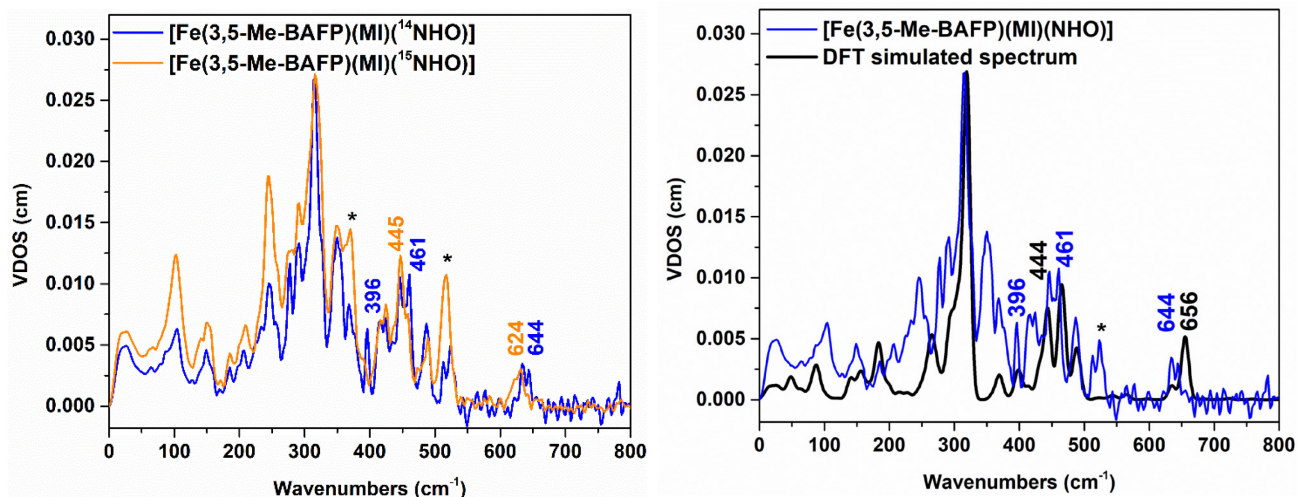 0.030
0.025
0.020
0.015
0.010
0.005
0.000
VDOS (cm)
[Fe(3,5-Me-BAFP)(MI)(¹⁴NHO)]
[Fe(3,5-Me-BAFP)(MI)(¹⁵NHO)]
*
396
445
461
*
624
644
0 100 200 300 400 500 600 700 800
Wavenumbers (cm⁻¹)
0.030
0.025
0.020
0.015
0.010
0.005
0.000
VDOS (cm)
[Fe(3,5-Me-BAFP)(MI)(NHO)]
DFT simulated spectrum
396
444
461
*
644
656
0 100 200 300 400 500 600 700 800
Wavenumbers (cm⁻¹)